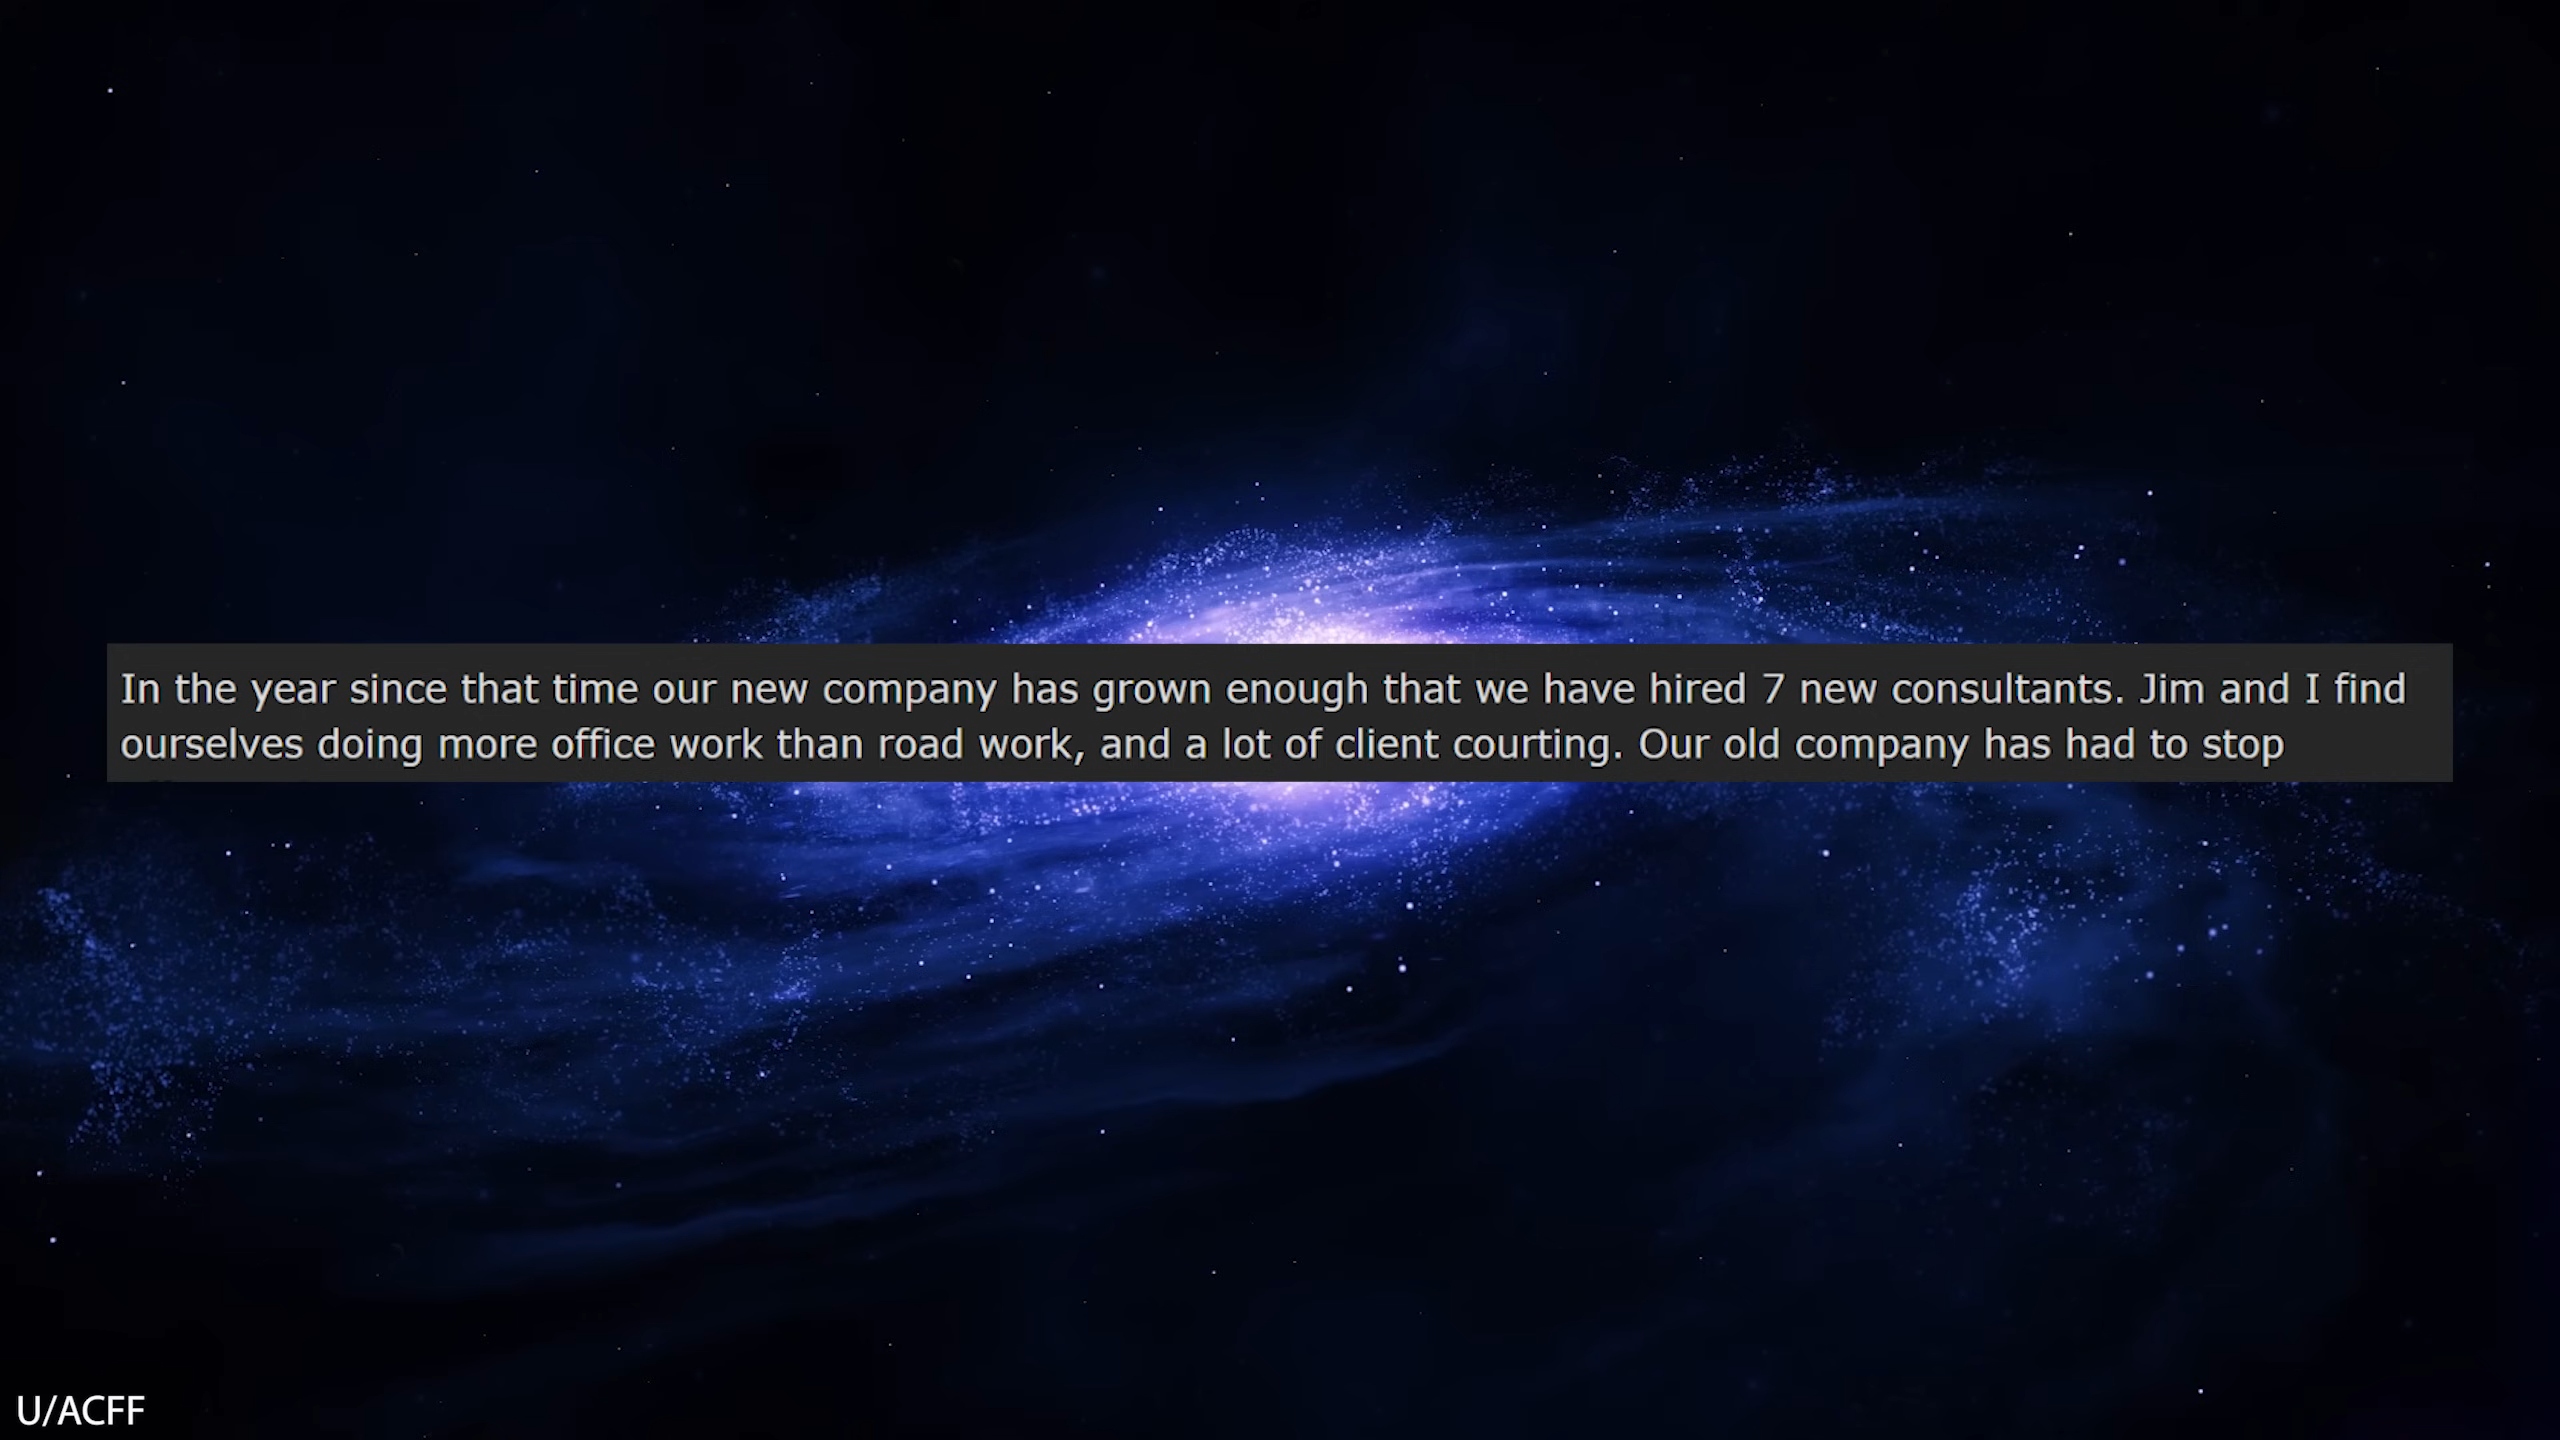 In the year since that time our new company has grown enough that we have hired 7 new consultants. Jim and I find
ourselves doing more office work than road work, and a lot of client courting. Our old company has had to stop
U/ACFF